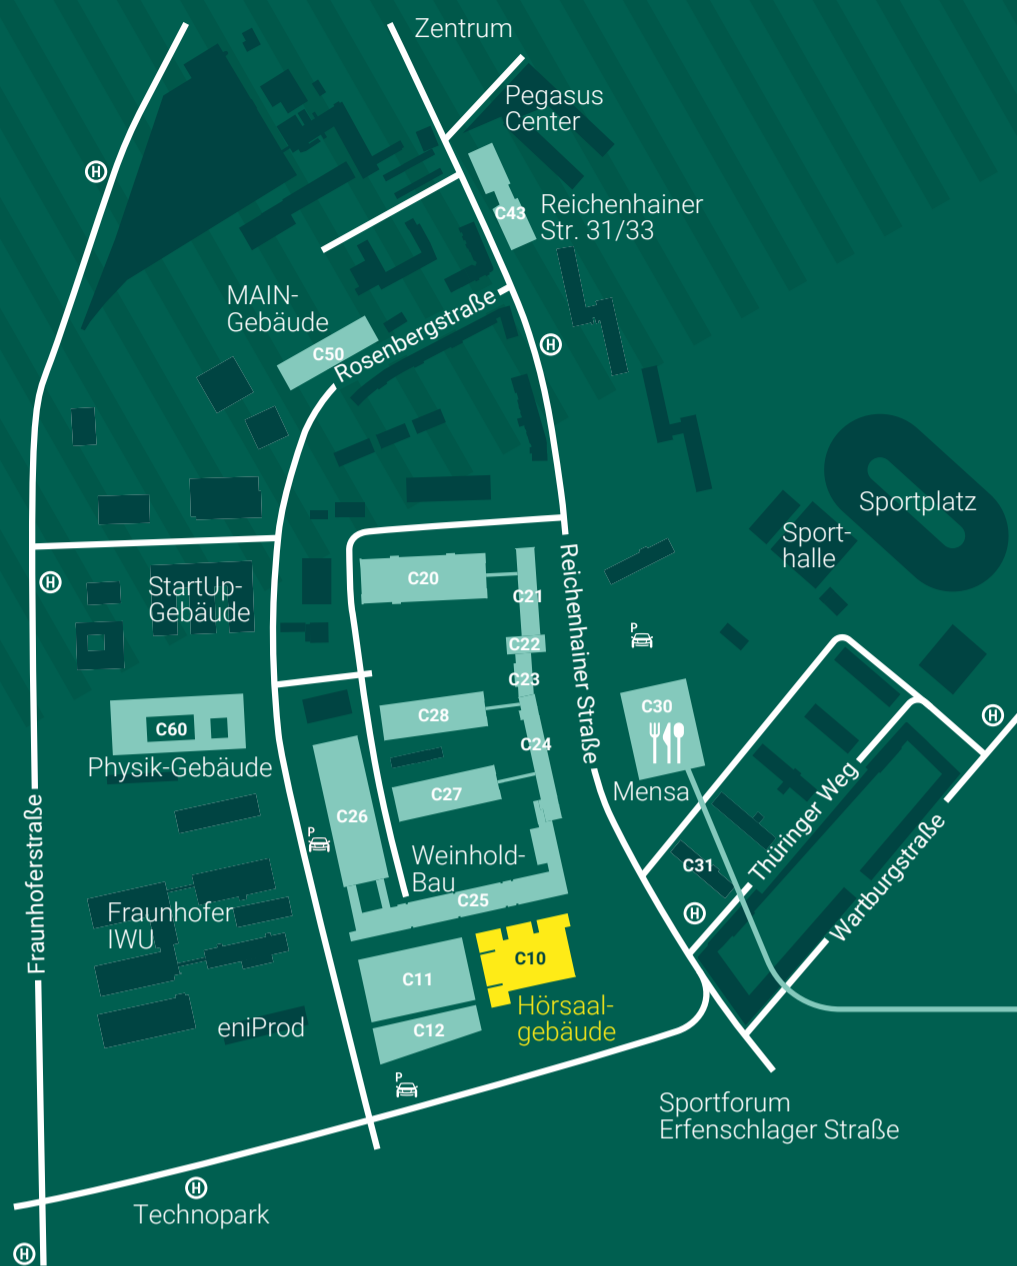 Zentrum
Pegasus
Center
H
C43
Reichenhainer
Str. 31/33
MAIN-
Gebäude
C50
Rosenbergstraße
H
Sportplatz
Sport-
halle
Reichenhainer Straße
H
StartUp-
Gebäude
C20
C21
C22
C23
P
C28
C24
C30
H
C60
Physik-Gebäude
Mensa
C27
C26
P
Weinhold-
Bau
C25
C31
Thüringer Weg
Wartburgstraße
H
Fraunhoferstraße
Fraunhofer
IWU
C10
C11
Hörsaal-
gebäude
C12
eniProd
P
Sportforum
Erfenschlager Straße
H
Technopark
H